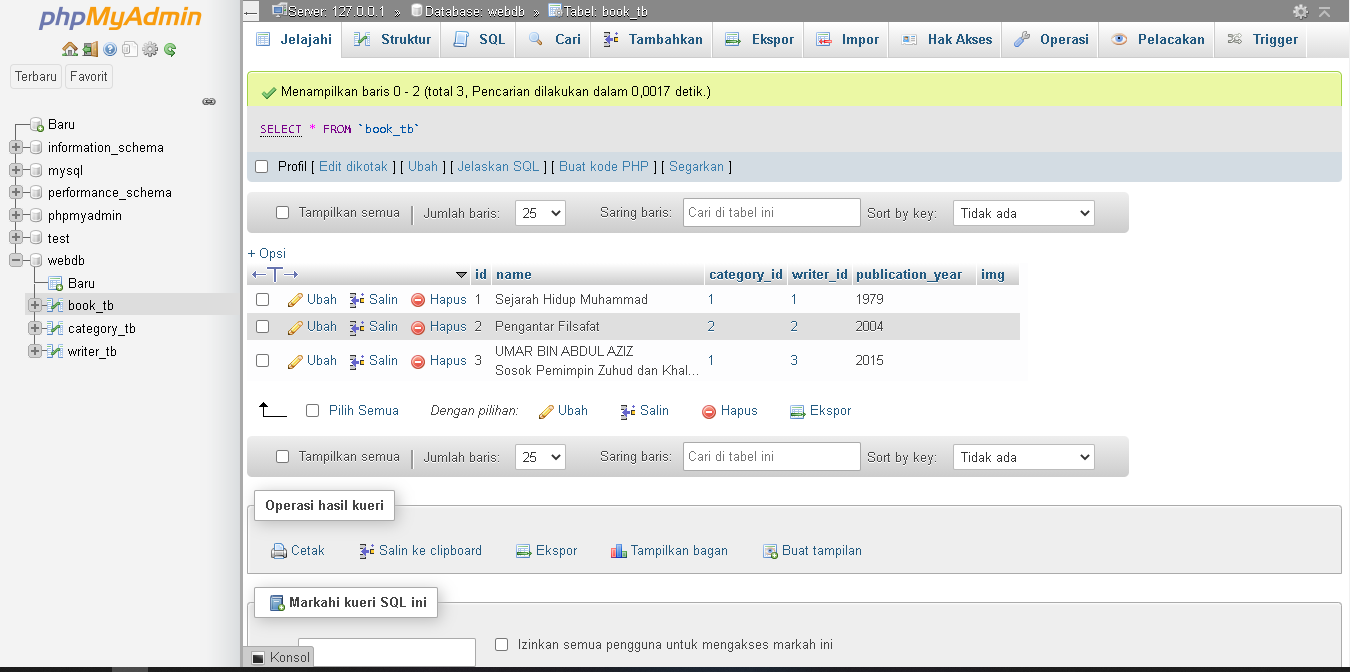 phpMyAdmin
Terbaru Favorit
Baru
information_schema
mysql
performance_schema
phpmyadmin
test
webdb
Baru
book_tb
category_tb
writer_tb
Server: 127.0.0.1 » Database: webdb » Tabel: book_tb
Jelajahi Struktur SQL Cari Tambahkan Ekspor Impor Hak Akses Operasi Pelacakan Trigger
Menampilkan baris 0 - 2 (total 3, Pencarian dilakukan dalam 0,0017 detik.)
SELECT * FROM `book_tb`
Profil [ Edit dikotak ] [ Ubah ] [ Jelaskan SQL ] [ Buat kode PHP ] [ Segarkan ]
Tampilkan semua | Jumlah baris: 25 Saring baris: Cari di tabel ini Sort by key: Tidak ada
+ Opsi
←T→ id name category_id writer_id publication_year img
Ubah Salin Hapus 1 Sejarah Hidup Muhammad 1 1 1979
Ubah Salin Hapus 2 Pengantar Filsafat 2 2 2004
Ubah Salin Hapus 3 UMAR BIN ABDUL AZIZ 1 3 2015
Sosok Pemimpin Zuhud dan Khal...
Pilih Semua Dengan pilihan: Ubah Salin Hapus Ekspor
Tampilkan semua | Jumlah baris: 25 Saring baris: Cari di tabel ini Sort by key: Tidak ada
Operasi hasil kueri
Cetak Salin ke clipboard Ekspor Tampilkan bagan Buat tampilan
Markahi kueri SQL ini
Izinkan semua pengguna untuk mengakses markah ini
Konsol